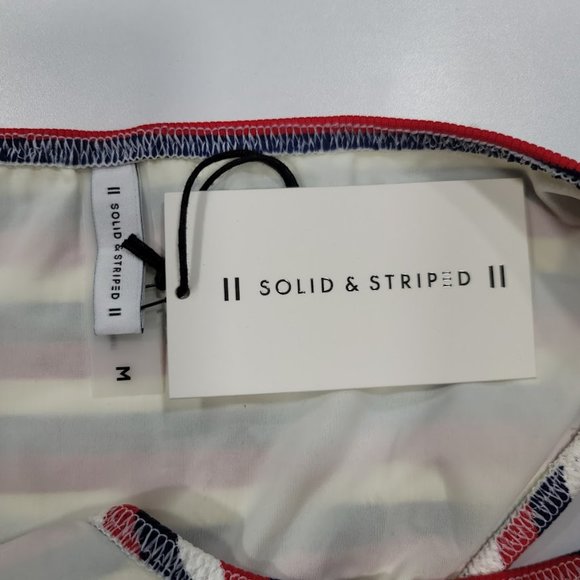 || SOLID & STRIPED ||
|| SOLID & STRIPED ||
M